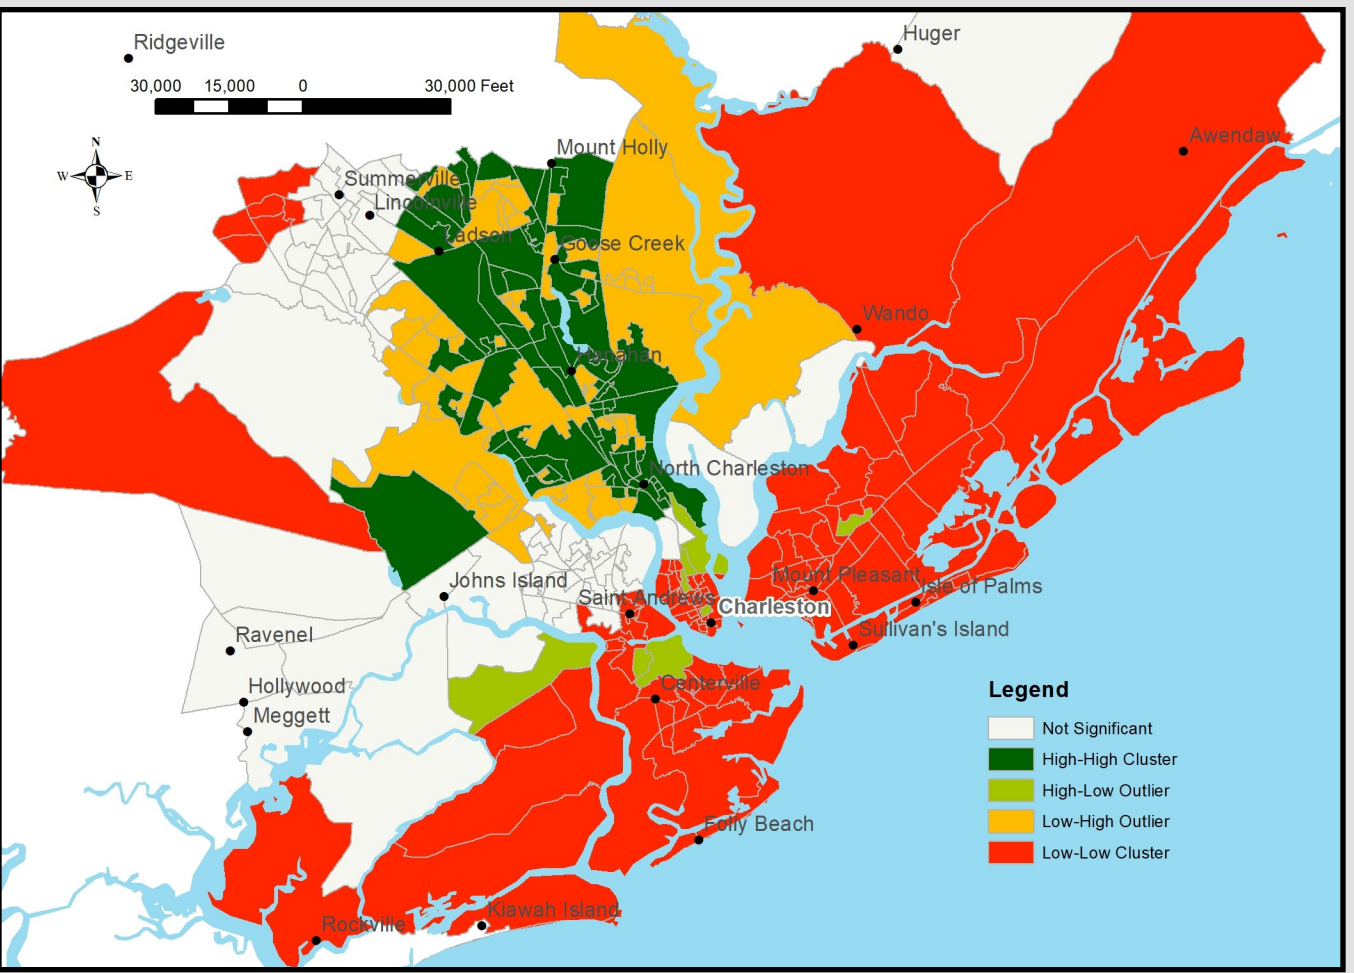 Ridgeville
Huger
30,000 15,000 0 30,000 Feet
N
W E
S
Awendaw
Mount Holly
Summerville
Lincolnville
Ladson
Goose Creek
Wando
Hanahan
North Charleston
Johns Island
Mount Pleasant
Isle of Palms
Saint Andrews
Charleston
Sullivan's Island
Ravenel
Hollywood
Meggett
Centerville
Folly Beach
Kiawah Island
Rockville
Legend
Not Significant
High-High Cluster
High-Low Outlier
Low-High Outlier
Low-Low Cluster